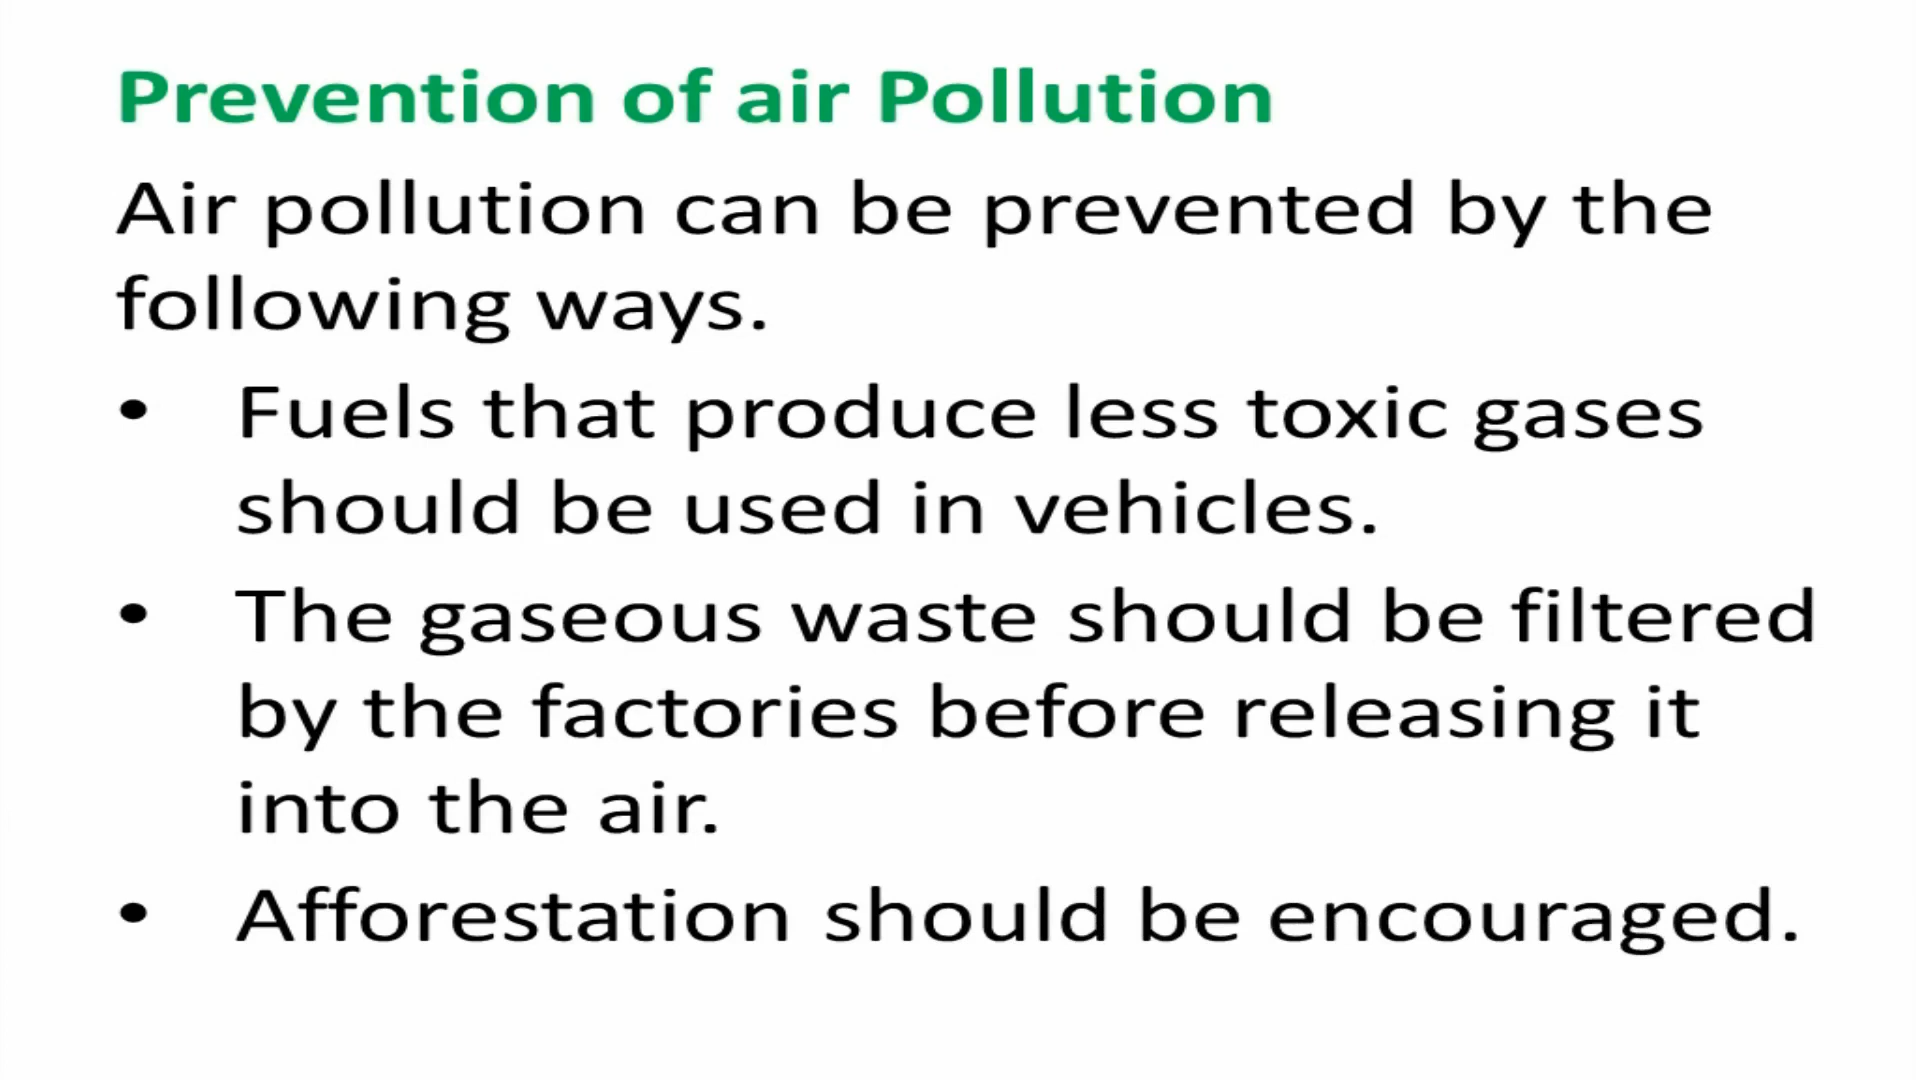 Prevention of air Pollution
Air pollution can be prevented by the
following ways.
• Fuels that produce less toxic gases
should be used in vehicles.
• The gaseous waste should be filtered
by the factories before releasing it
into the air.
• Afforestation should be encouraged.